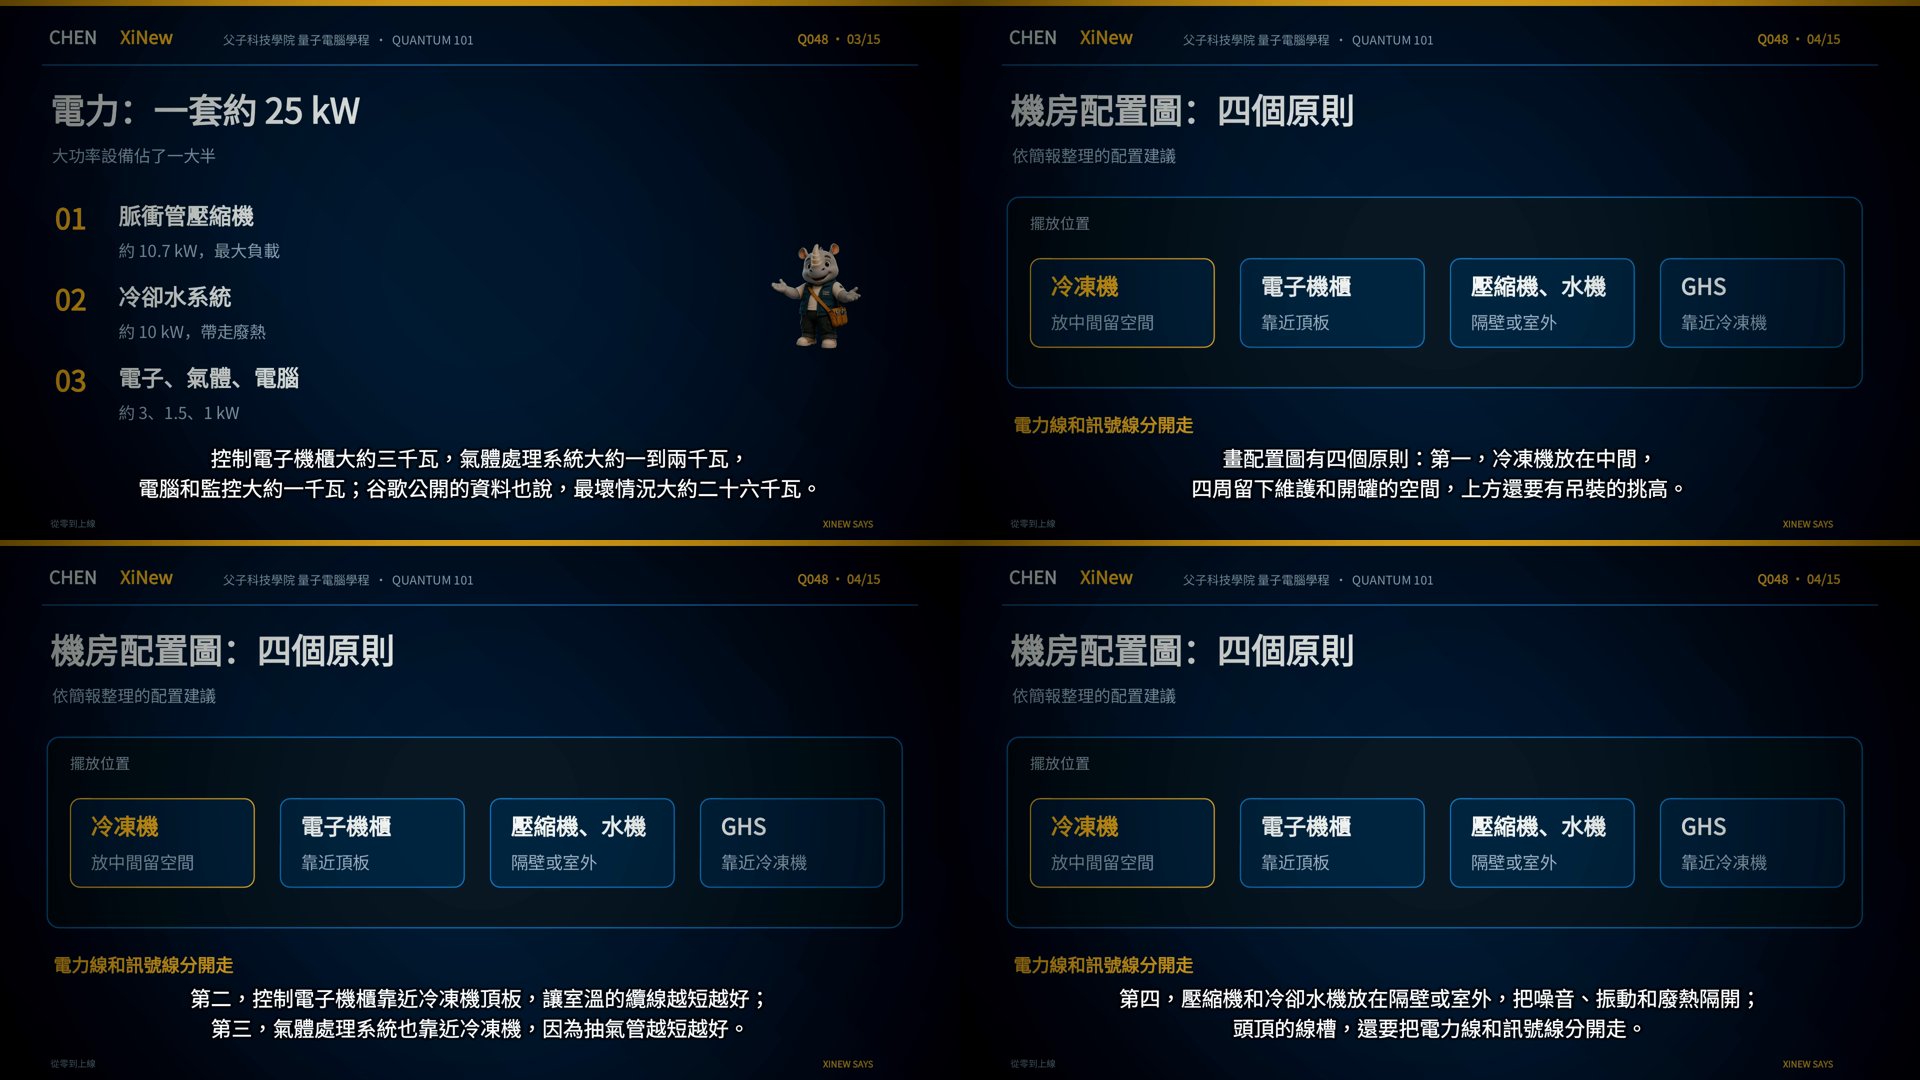 CHEN XiNew 父子科技學院 量子電腦學程 · QUANTUM 101 Q048 · 03/15
電力：一套約 25 kW
大功率設備佔了一大半
01 脈衝管壓縮機
約 10.7 kW，最大負載
02 冷卻水系統
約 10 kW，帶走廢熱
03 電子、氣體、電腦
約 3、1.5、1 kW
控制電子機櫃大約三千瓦，氣體處理系統大約一到兩千瓦，
電腦和監控大約一千瓦；谷歌公開的資料也說，最壞情況大約二十六千瓦。
從零到上線 XINEW SAYS
CHEN XiNew 父子科技學院 量子電腦學程 · QUANTUM 101 Q048 · 04/15
機房配置圖：四個原則
依簡報整理的配置建議
擺放位置
冷凍機 電子機櫃 壓縮機、水機 GHS
放中間留空間 靠近頂板 隔壁或室外 靠近冷凍機
電力線和訊號線分開走
畫配置圖有四個原則：第一，冷凍機放在中間，
四周留下維護和開罐的空間，上方還要有吊裝的挑高。
從零到上線 XINEW SAYS
CHEN XiNew 父子科技學院 量子電腦學程 · QUANTUM 101 Q048 · 04/15
機房配置圖：四個原則
依簡報整理的配置建議
擺放位置
冷凍機 電子機櫃 壓縮機、水機 GHS
放中間留空間 靠近頂板 隔壁或室外 靠近冷凍機
電力線和訊號線分開走
第二，控制電子機櫃靠近冷凍機頂板，讓室溫的纜線越短越好；
第三，氣體處理系統也靠近冷凍機，因為抽氣管越短越好。
從零到上線 XINEW SAYS
CHEN XiNew 父子科技學院 量子電腦學程 · QUANTUM 101 Q048 · 04/15
機房配置圖：四個原則
依簡報整理的配置建議
擺放位置
冷凍機 電子機櫃 壓縮機、水機 GHS
放中間留空間 靠近頂板 隔壁或室外 靠近冷凍機
電力線和訊號線分開走
第四，壓縮機和冷卻水機放在隔壁或室外，把噪音、振動和廢熱隔開；
頭頂的線槽，還要把電力線和訊號線分開走。
從零到上線 XINEW SAYS